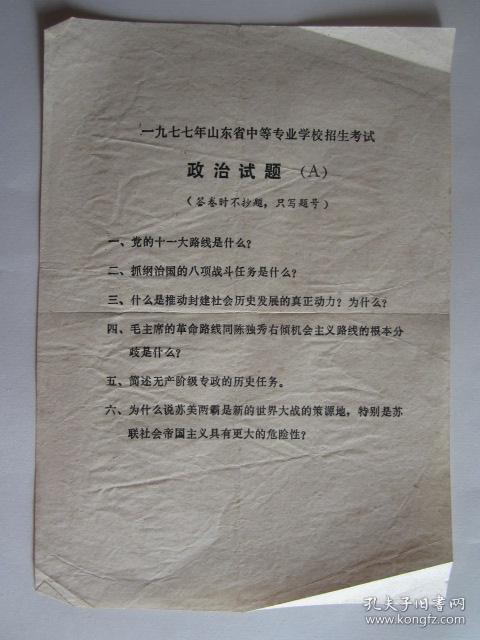 一九七七年山东省中等专业学校招生考试
政治试题（A）
（答卷时不抄题，只写题号）
一、党的十一大路线是什么？
二、抓纲治国的八项战斗任务是什么？
三、什么是推动封建社会历史发展的真正动力？为什么？
四、毛主席的革命路线同陈独秀右倾机会主义路线的根本分
歧是什么？
五、简述无产阶级专政的历史任务。
六、为什么说苏美两霸是新的世界大战的策源地，特别是苏
联社会帝国主义具有更大的危险性？
孔夫子旧书网
www.kongfz.com